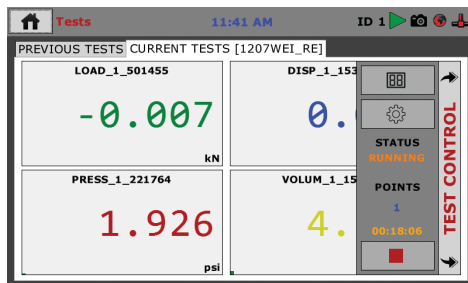 Tests 11:41 AM ID 1
PREVIOUS TESTS CURRENT TESTS [1207WEI_RE]
LOAD_1_501455
-0.007
kN
DISP_1_153
0.
PRESS_1_221764
1.926
psi
VOLUM_1_15
4.
STATUS
RUNNING
POINTS
1
00:18:06
TEST CONTROL